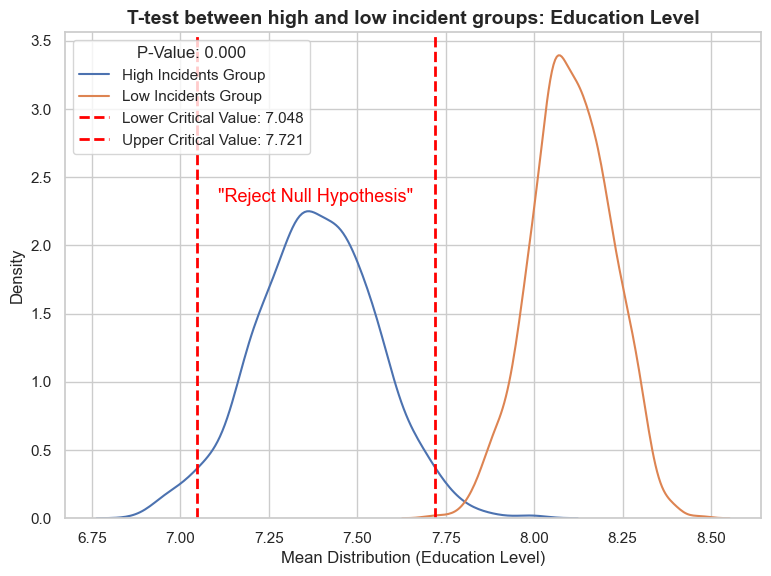 T-test between high and low incident groups: Education Level
P-Value: 0.000
High Incidents Group
Low Incidents Group
Lower Critical Value: 7.048
Upper Critical Value: 7.721
"Reject Null Hypothesis"
Density
3.5
3.0
2.5
2.0
1.5
1.0
0.5
0.0
6.75 7.00 7.25 7.50 7.75 8.00 8.25 8.50
Mean Distribution (Education Level)